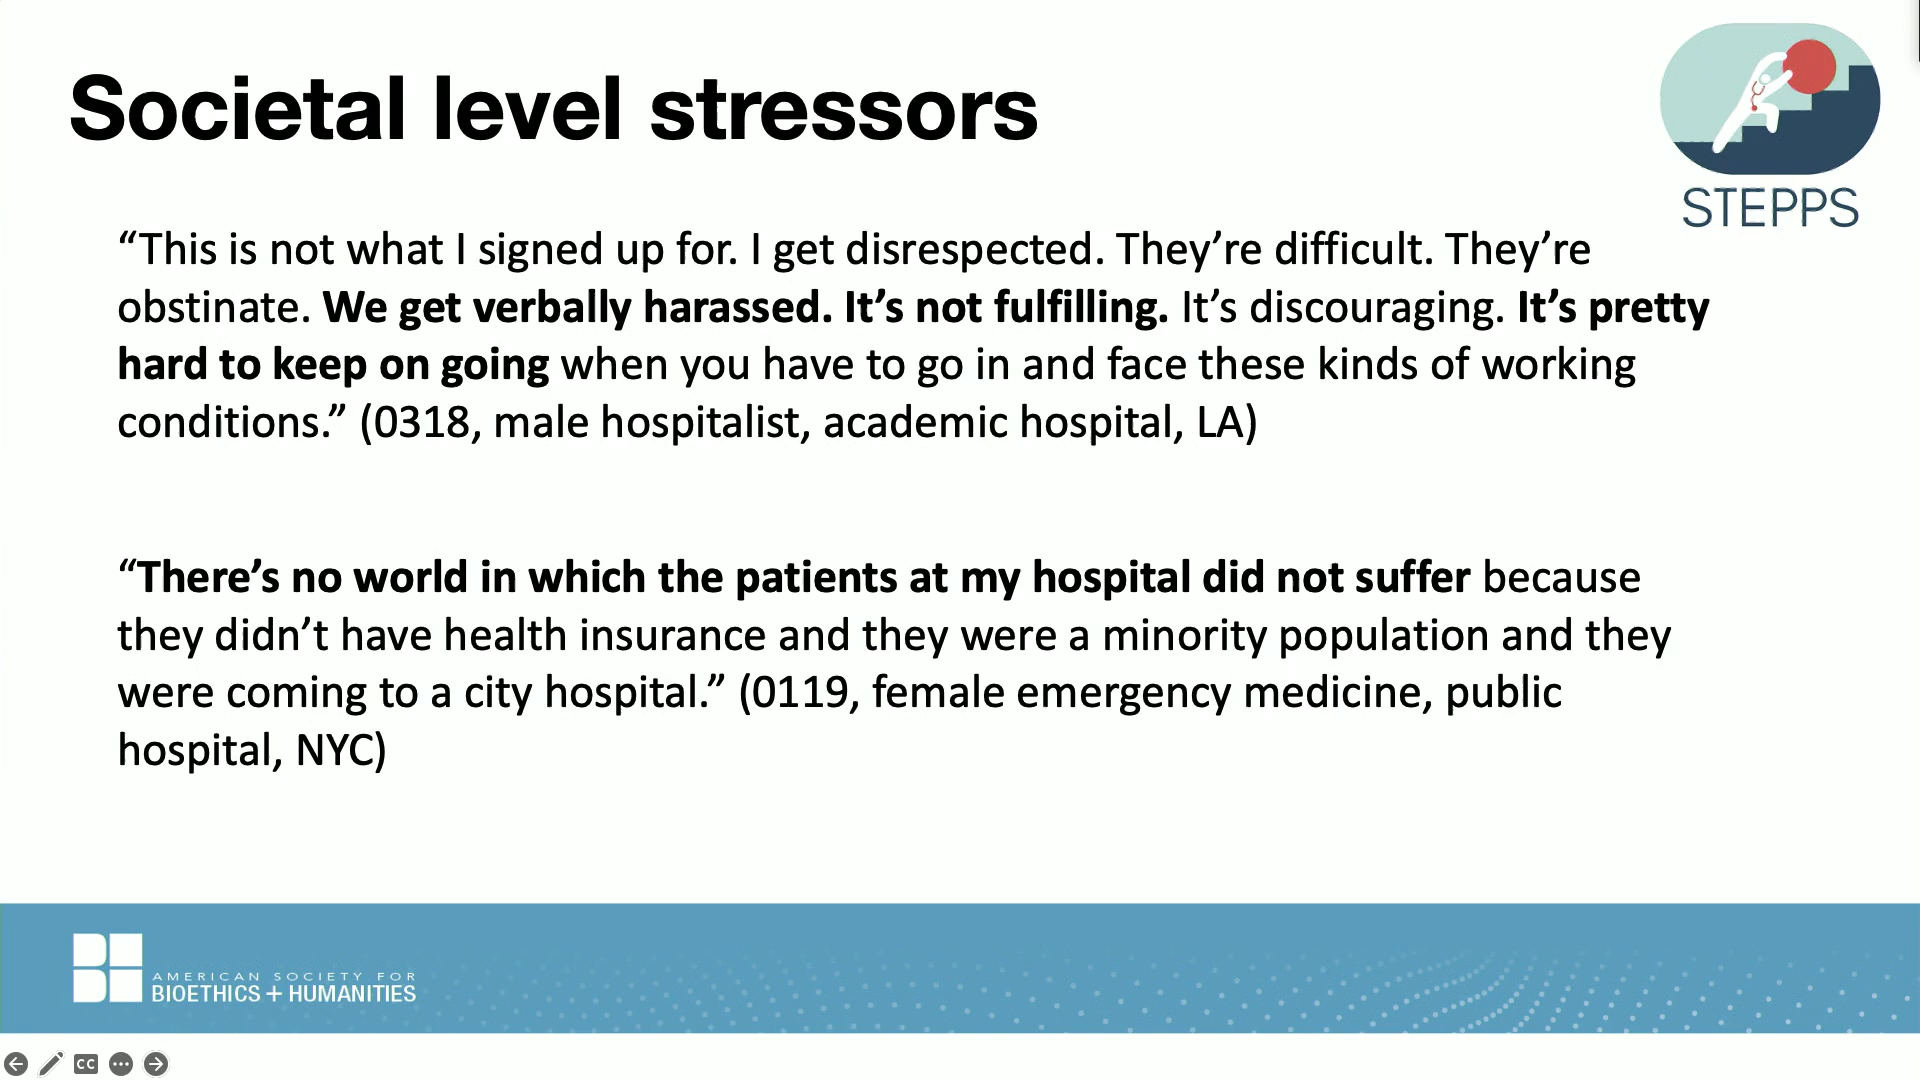 Societal level stressors
STEPPS
“This is not what I signed up for. I get disrespected. They’re difficult. They’re
obstinate. We get verbally harassed. It’s not fulfilling. It’s discouraging. It’s pretty
hard to keep on going when you have to go in and face these kinds of working
conditions.” (0318, male hospitalist, academic hospital, LA)
“There’s no world in which the patients at my hospital did not suffer because
they didn’t have health insurance and they were a minority population and they
were coming to a city hospital.” (0119, female emergency medicine, public
hospital, NYC)
AMERICAN SOCIETY FOR
BIOETHICS + HUMANITIES
CC